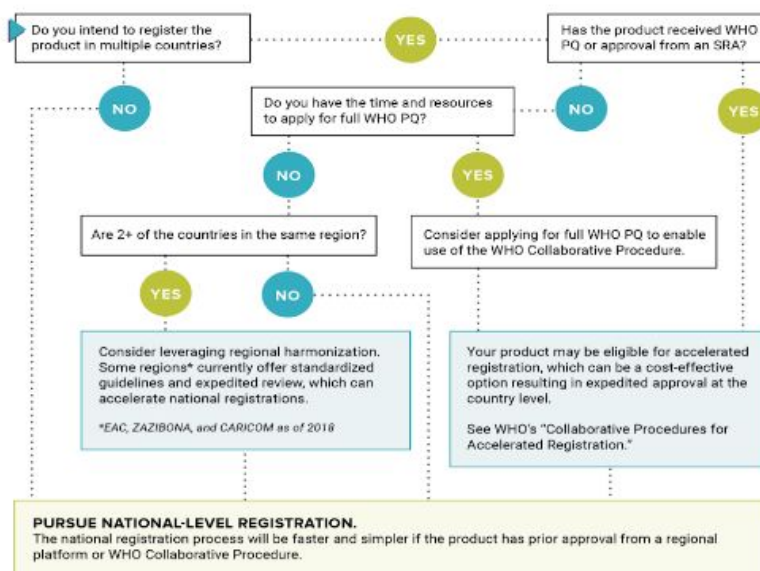 Do you intend to register the
product in multiple countries?
YES
Has the product received WHO
PQ or approval from an SRA?
NO
Do you have the time and resources
to apply for full WHO PQ?
NO
YES
NO
YES
Are 2+ of the countries in the same region?
Consider applying for full WHO PQ to enable
use of the WHO Collaborative Procedure.
YES
NO
Consider leveraging regional harmonization.
Some regions* currently offer standardized
guidelines and expedited review, which can
accelerate national registrations.
*EAC, ZAZIBONA, and CARICOM as of 2018
Your product may be eligible for accelerated
registration, which can be a cost-effective
option resulting in expedited approval at the
country level.
See WHO's "Collaborative Procedures for
Accelerated Registration."
PURSUE NATIONAL-LEVEL REGISTRATION.
The national registration process will be faster and simpler if the product has prior approval from a regional
platform or WHO Collaborative Procedure.